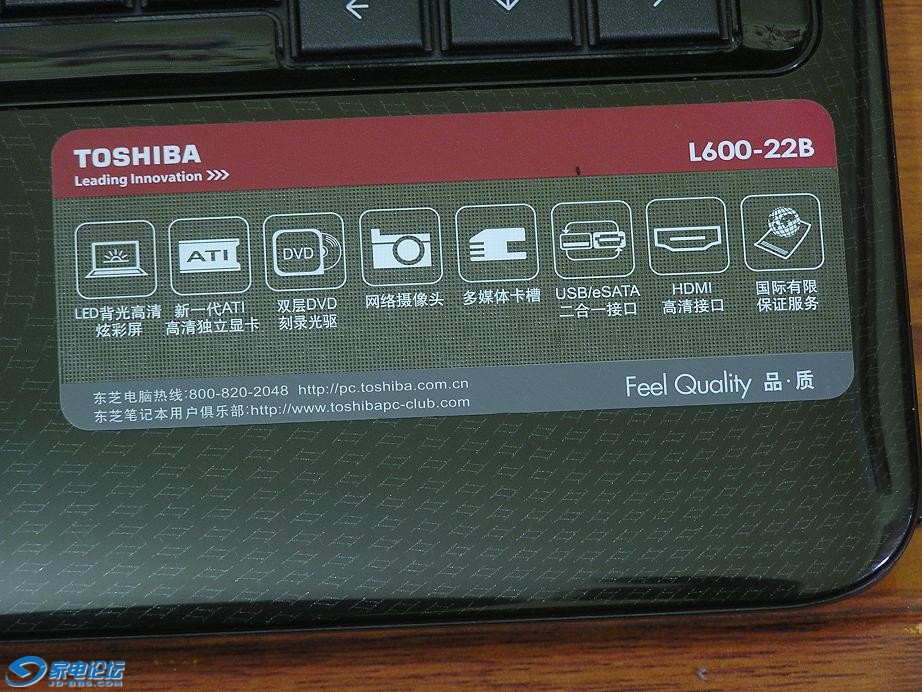 TOSHIBA
Leading Innovation >>>
L600-22B
ATI
DVD
LED背光高清
炫彩屏
新一代ATI
高清独立显卡
双层DVD
刻录光驱
网络摄像头
多媒体卡槽
USB/eSATA
二合一接口
HDMI
高清接口
国际有限
保证服务
东芝电脑热线:800-820-2048 http://pc.toshiba.com.cn
东芝笔记本用户俱乐部:http://www.toshibapc-club.com
Feel Quality 品·质
家电论坛
JD-BBS.COM